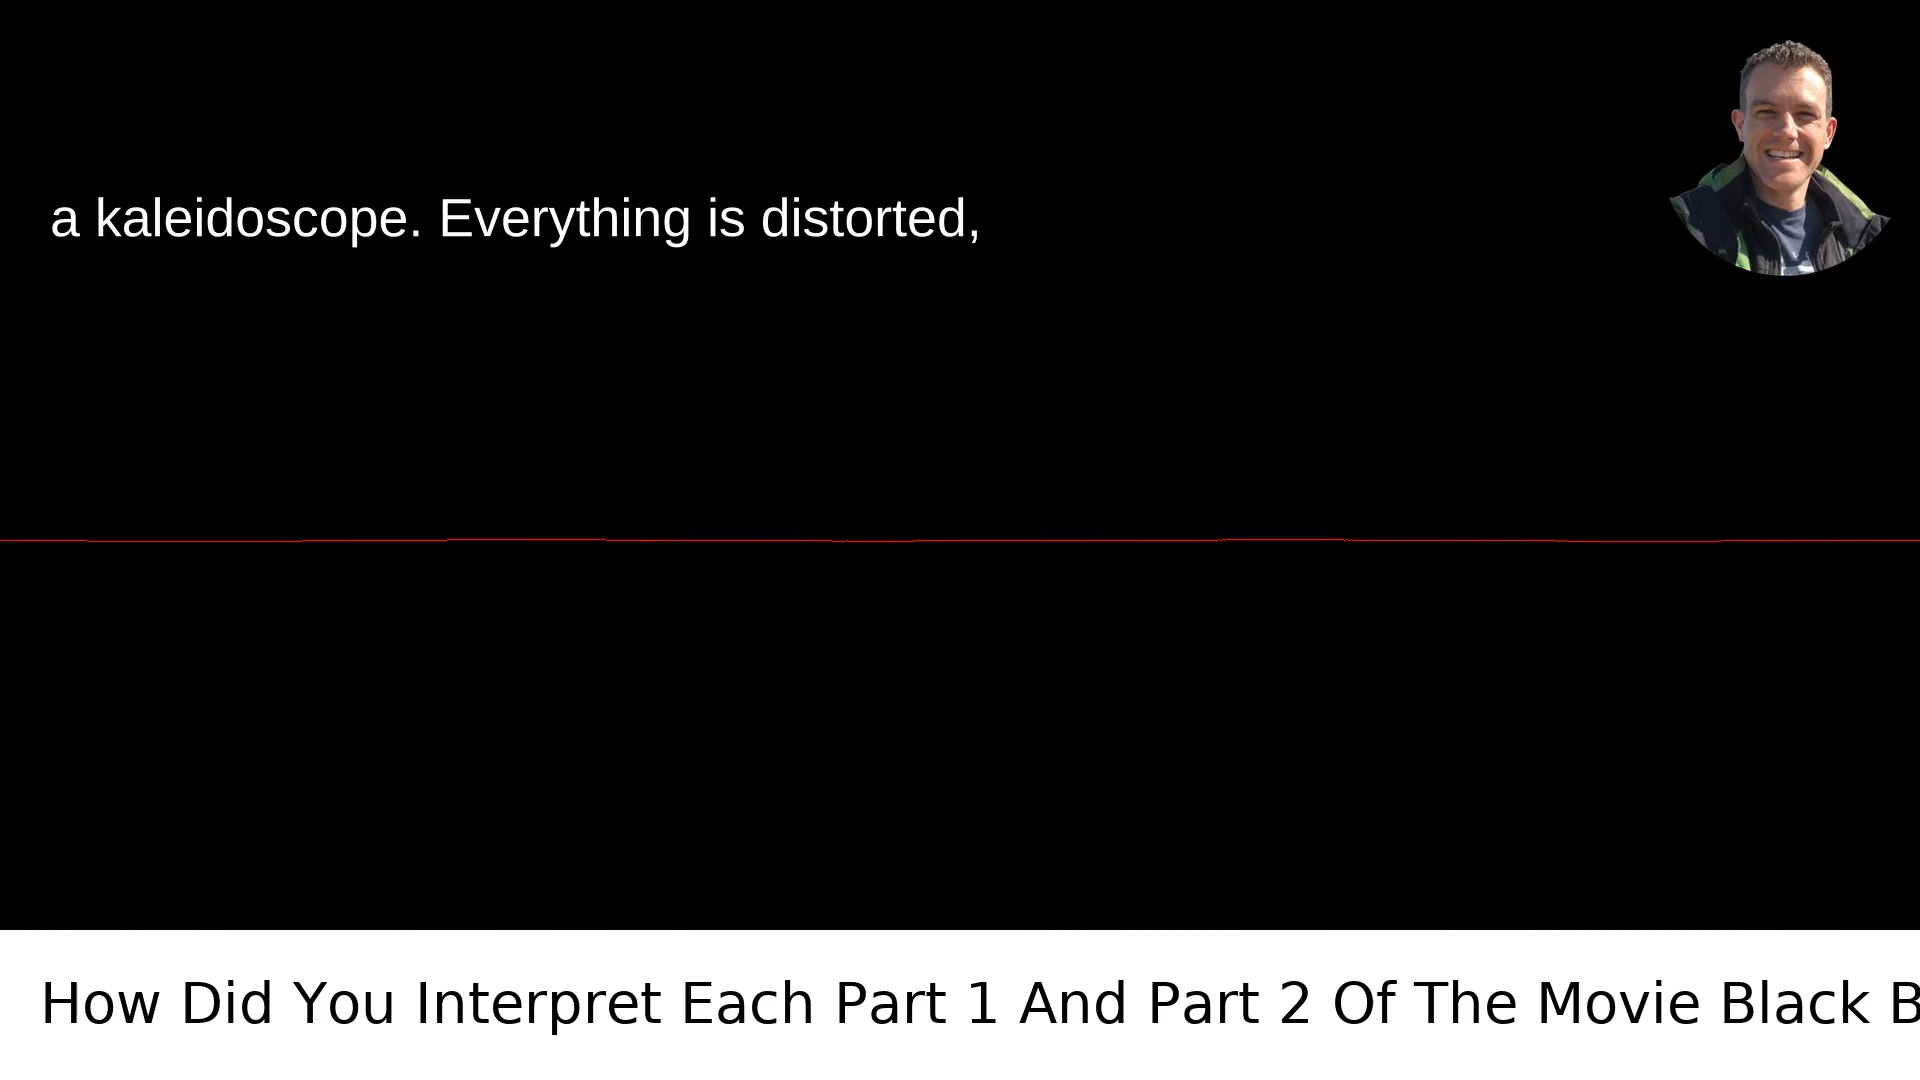 a kaleidoscope. Everything is distorted,
How Did You Interpret Each Part 1 And Part 2 Of The Movie Black B